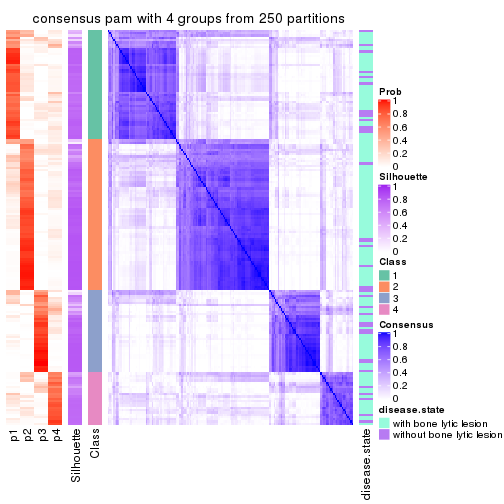 consensus pam with 4 groups from 250 partitions
Prob
1
0.8
0.6
0.4
0.2
0
Silhouette
1
0.8
0.6
0.4
0.2
0
Class
1
2
3
4
Consensus
1
0.8
0.6
0.4
0.2
0
disease.state
with bone lytic lesion
without bone lytic lesion
p1
p2
p3
p4
Silhouette
Class
disease.state